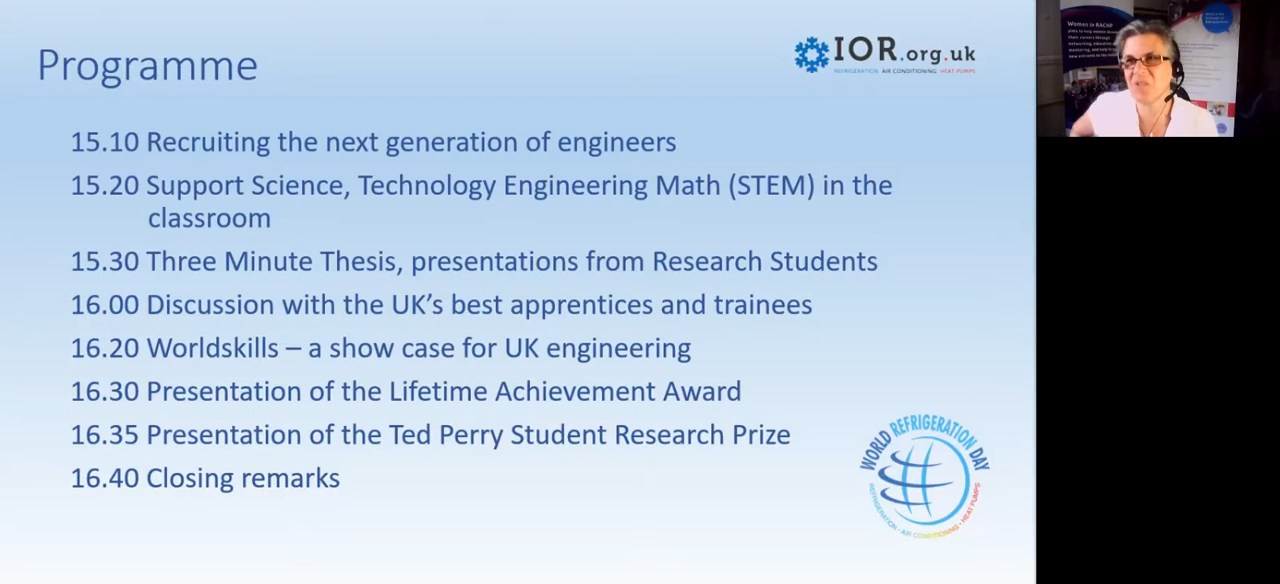 Programme
IOR.org.uk
REFRIGERATION AIR CONDITIONING HEAT PUMPS
15.10 Recruiting the next generation of engineers
15.20 Support Science, Technology Engineering Math (STEM) in the
classroom
15.30 Three Minute Thesis, presentations from Research Students
16.00 Discussion with the UK's best apprentices and trainees
16.20 Worldskills – a show case for UK engineering
16.30 Presentation of the Lifetime Achievement Award
16.35 Presentation of the Ted Perry Student Research Prize
16.40 Closing remarks
WORLD REFRIGERATION DAY
REFRIGERATION • AIR CONDITIONING • HEAT PUMPS
Women in RACHP